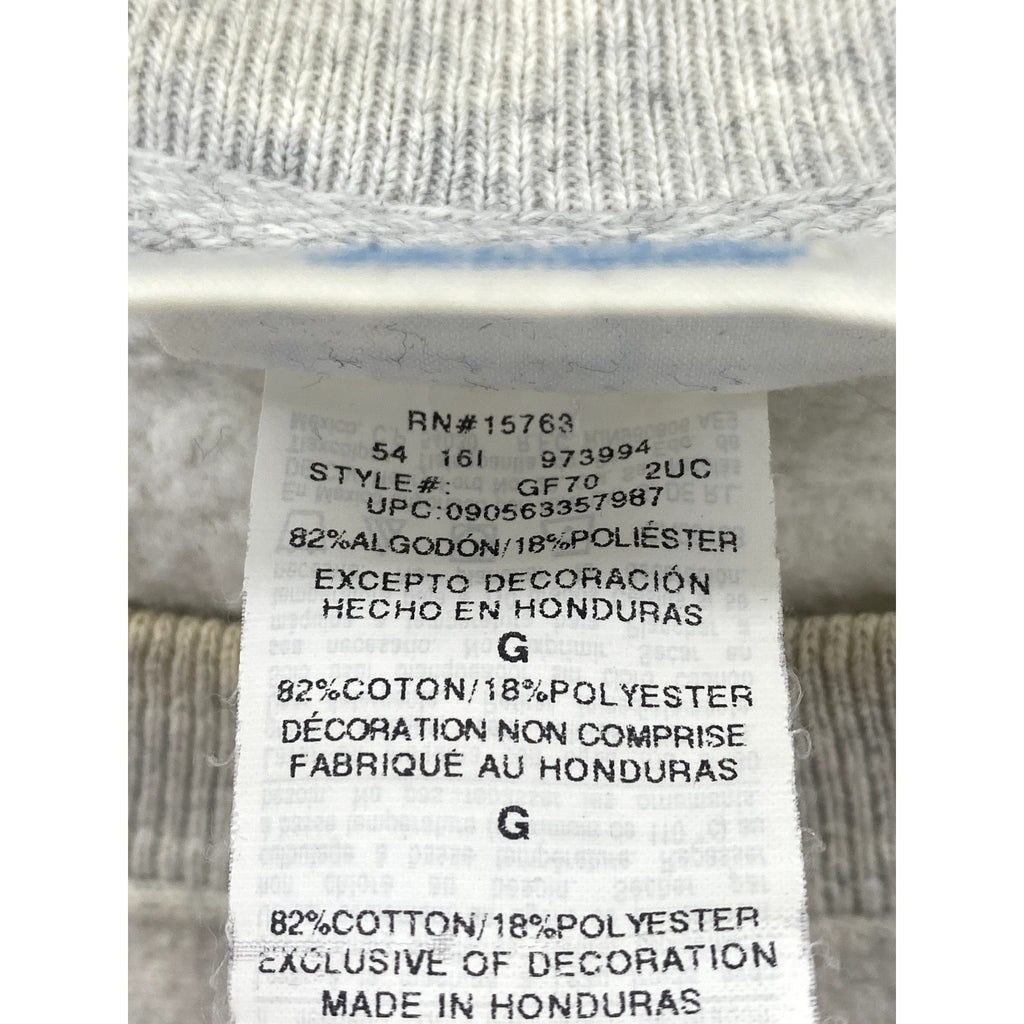 RN#15763
54 16I 973994
STYLE#: GF70 2UC
UPC:090563357987
82%ALGODÓN/18%POLIÉSTER
EXCEPTO DECORACIÓN
HECHO EN HONDURAS
G
82%COTON/18%POLYESTER
DÉCORATION NON COMPRISE
FABRIQUÉ AU HONDURAS
G
82%COTTON/18%POLYESTER
EXCLUSIVE OF DECORATION
MADE IN HONDURAS